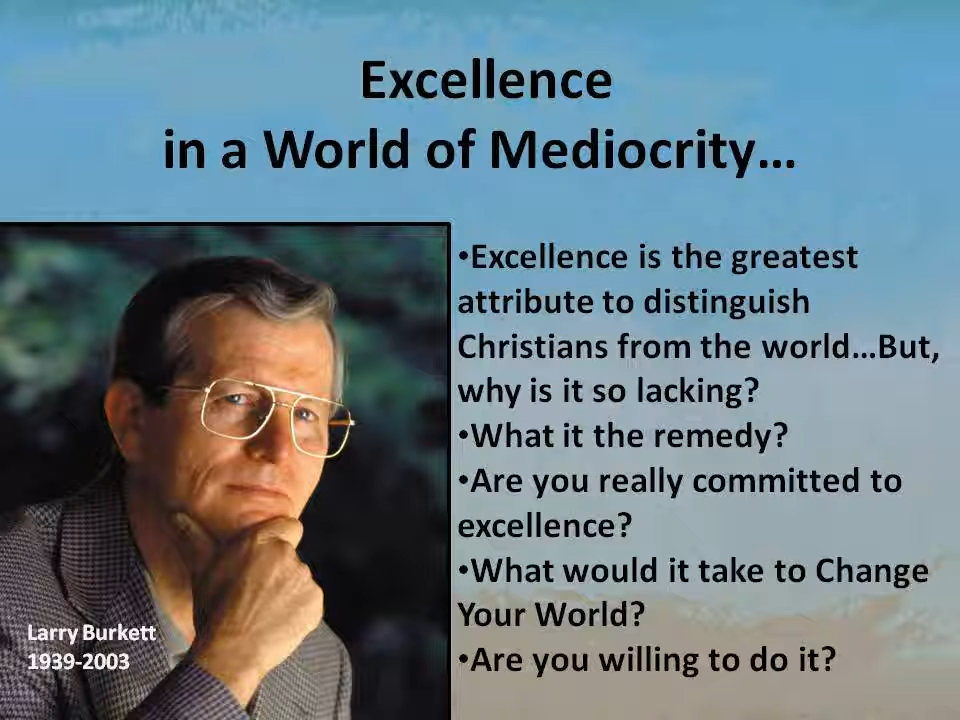 Excellence
in a World of Mediocrity…
•Excellence is the greatest
attribute to distinguish
Christians from the world…But,
why is it so lacking?
•What it the remedy?
•Are you really committed to
excellence?
•What would it take to Change
Your World?
•Are you willing to do it?
Larry Burkett
1939-2003